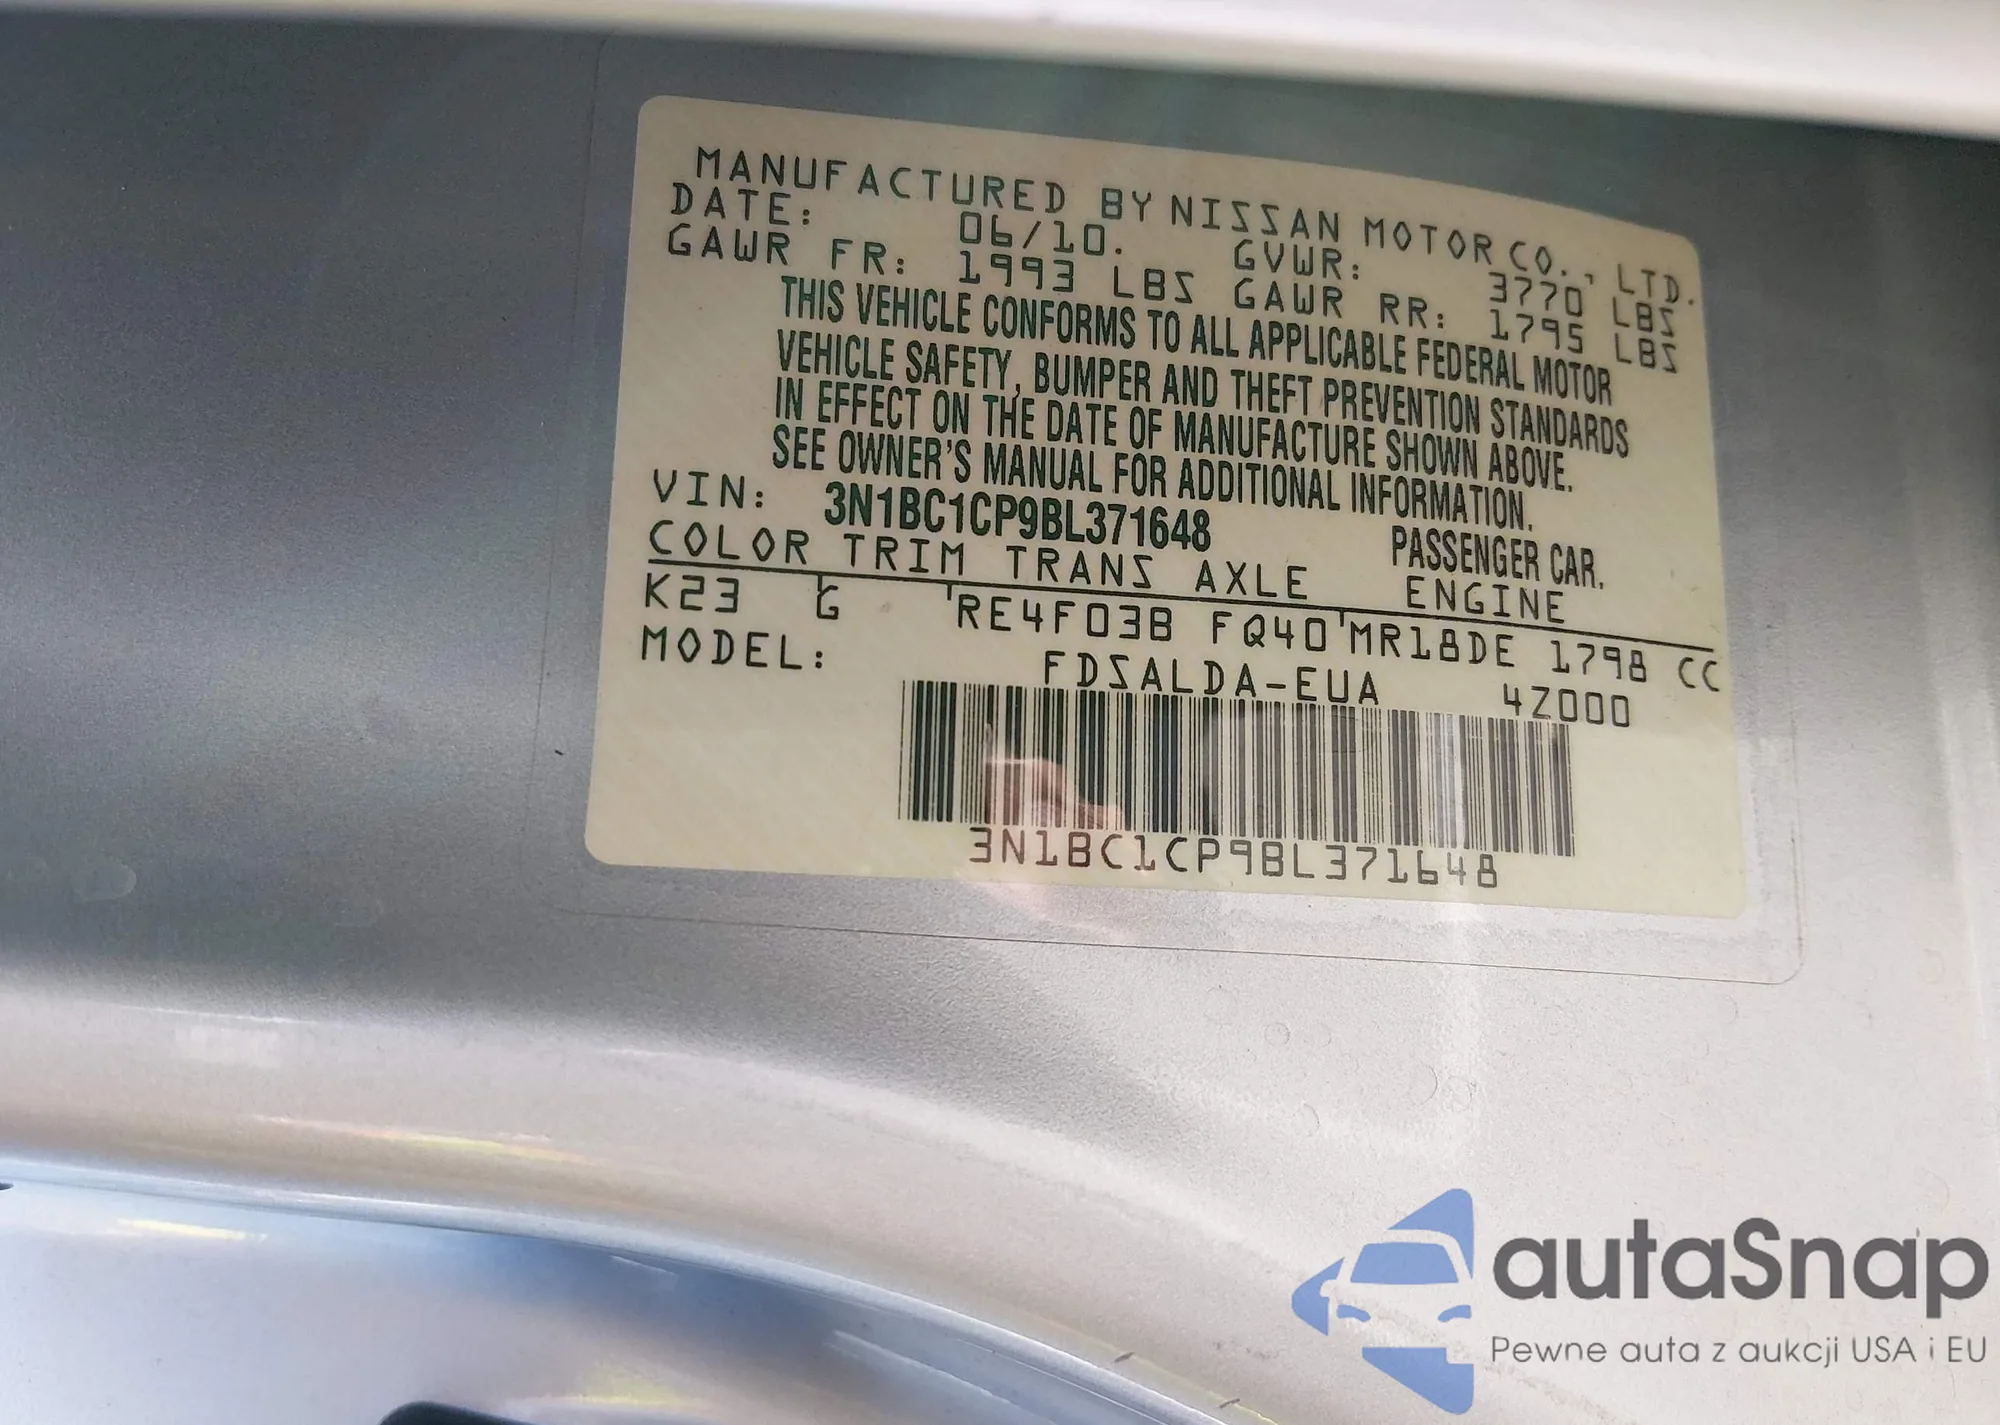 MANUFACTURED BY NISSAN MOTOR CO., LTD.
DATE: 06/10. GVWR: 3770 LBS
GAWR FR: 1993 LBS GAWR RR: 1795 LBS
THIS VEHICLE CONFORMS TO ALL APPLICABLE FEDERAL MOTOR
VEHICLE SAFETY, BUMPER AND THEFT PREVENTION STANDARDS
IN EFFECT ON THE DATE OF MANUFACTURE SHOWN ABOVE.
SEE OWNER'S MANUAL FOR ADDITIONAL INFORMATION.
VIN: 3N1BC1CP9BL371648 PASSENGER CAR.
COLOR TRIM TRANS AXLE ENGINE
K23 G RE4F03B FQ40 MR18DE 1798 CC
MODEL: FDSALDA-EUA 4Z000
3N1BC1CP9BL371648
autaSnap
Pewne auta z aukcji USA i EU